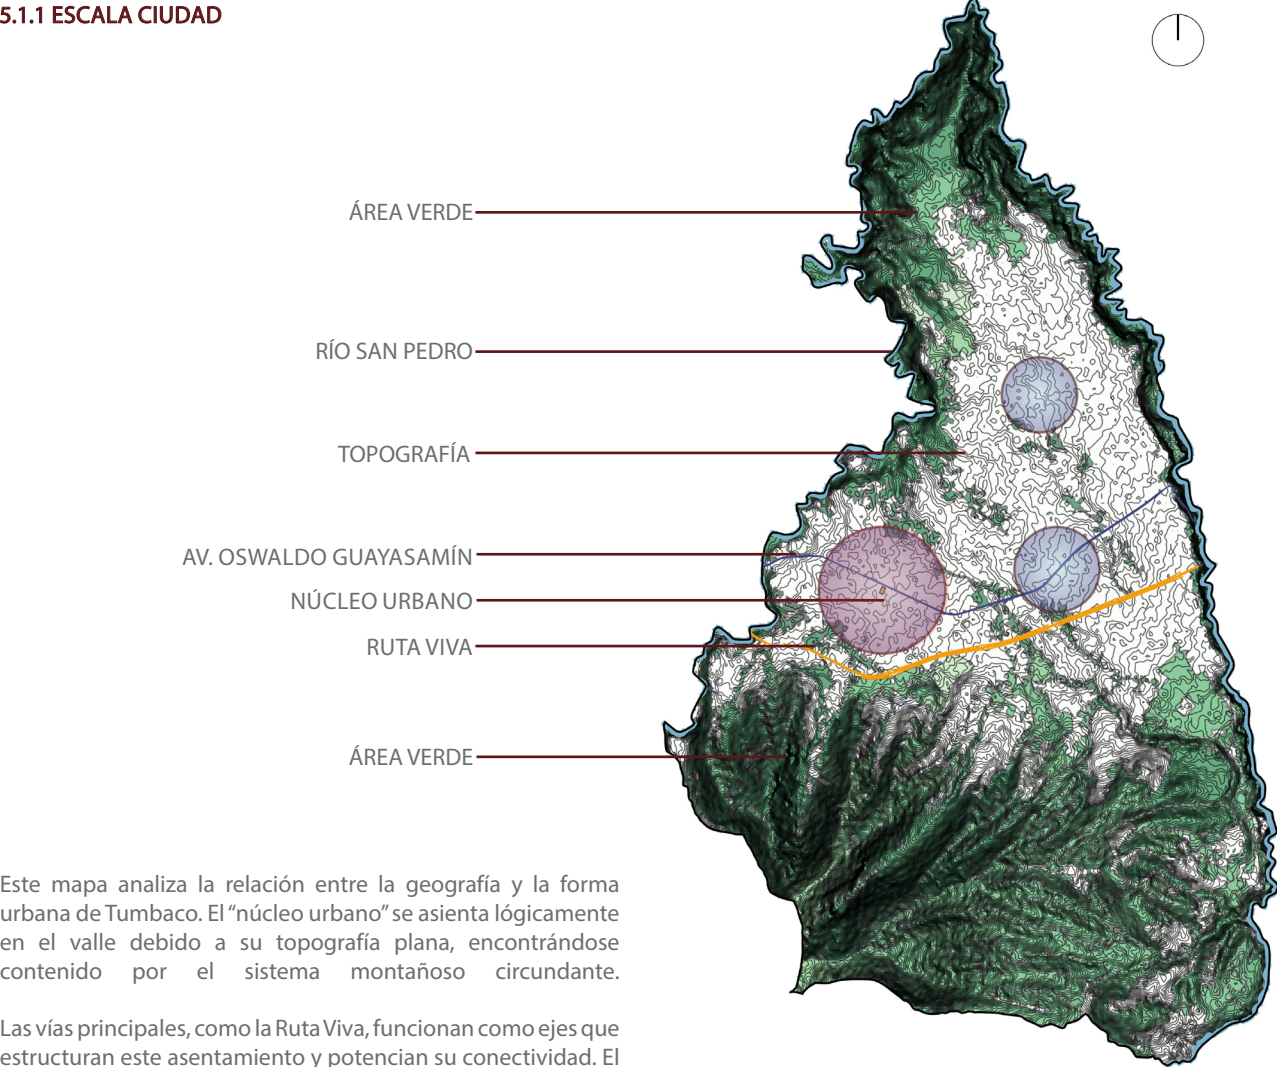 5.1.1 ESCALA CIUDAD
ÁREA VERDE
RÍO SAN PEDRO
TOPOGRAFÍA
AV. OSWALDO GUAYASAMÍN
NÚCLEO URBANO
RUTA VIVA
ÁREA VERDE
Este mapa analiza la relación entre la geografía y la forma
urbana de Tumbaco. El “núcleo urbano” se asienta lógicamente
en el valle debido a su topografía plana, encontrándose
contenido por el sistema montañoso circundante.
Las vías principales, como la Ruta Viva, funcionan como ejes que
estructuran este asentamiento y potencian su conectividad. El